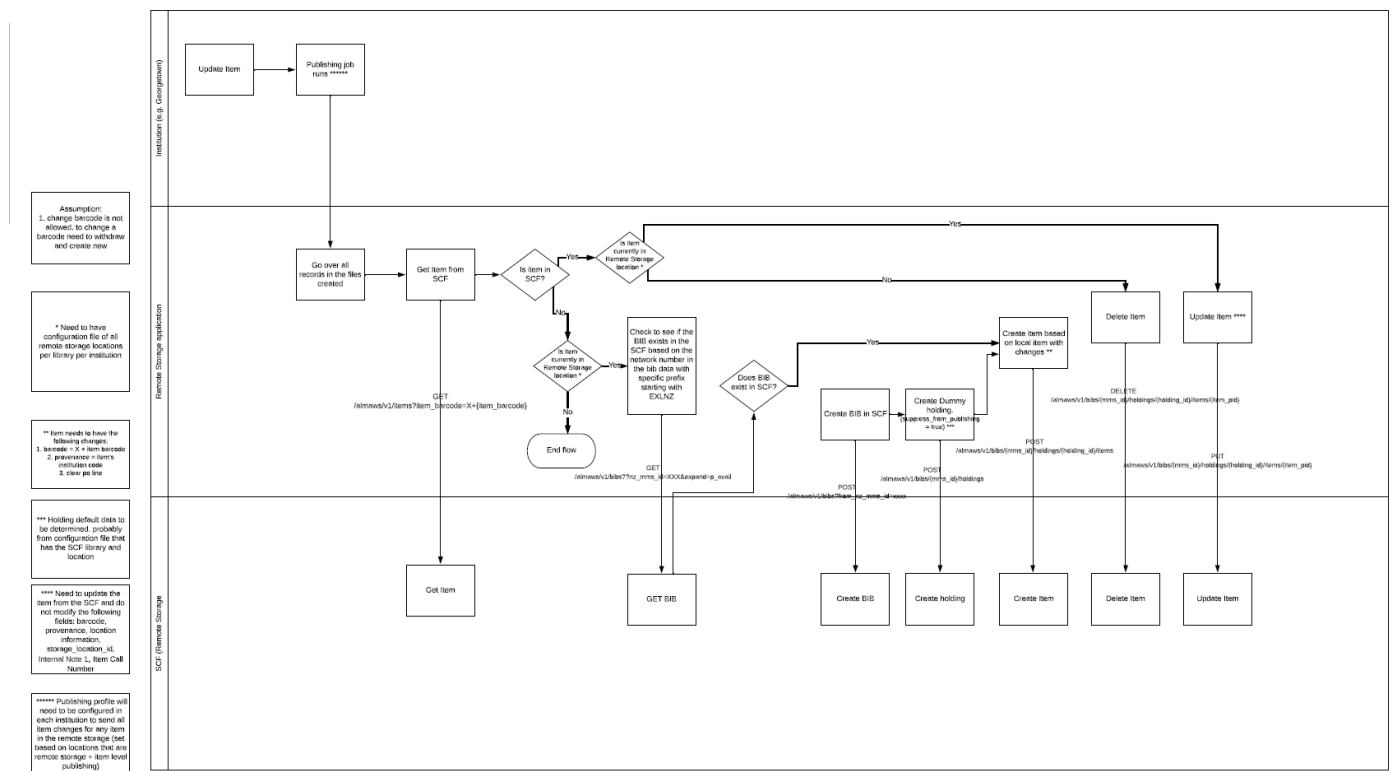 Institution (e.g. Georgetown)
Update Item
Publishing job
runs ******
Assumption:
1. change barcode is not
allowed. to change a
barcode need to withdraw
and create new
* Need to have
configuration file of all
remote storage locations
per library per institution
** Item needs to have the
following changes:
1. barcode = X + item barcode
2. provenance = item's
institution code
3. clear po line
*** Holding default data to
be determined. probably
from configuration file that
has the SCF library and
location
**** Need to update the
item from the SCF and do
not modify the following
fields: barcode,
provenance, location
information,
storage_location_id,
Internal Note 1, Item Call
Number
****** Publishing profile will
need to be configured in
each institution to send all
item changes for any item
in the remote storage (set
based on locations that are
remote storage + item level
publishing)
Remote Storage application
Go over all
records in the files
created
Get Item from
SCF
Is item in
SCF?
Yes
Is item
currently in
Remote Storage
location *
Yes
No
No
Is item
currently in
Remote Storage
location *
Yes
No
End flow
Check to see if the
BIB exists in the
SCF based on the
network number in
the bib data with
specific prefix
starting with
EXLNZ
Does BIB
exist in SCF?
Yes
Create BIB in SCF
Create Dummy
holding.
(suppress_from_publishing
= true) ***
Create item based
on local item with
changes **
Delete Item
Update Item ****
GET
/almaws/v1/items?item_barcode=X+{item_barcode}
GET
/almaws/v1/bibs??nz_mms_id=XXX&expand=p_avail
POST
/almaws/v1/bibs?from_nz_mms_id=xxxx
POST
/almaws/v1/bibs/{mms_id}/holdings
POST
/almaws/v1/bibs/{mms_id}/holdings/{holding_id}/items
DELETE
/almaws/v1/bibs/{mms_id}/holdings/{holding_id}/items/{item_pid}
PUT
/almaws/v1/bibs/{mms_id}/holdings/{holding_id}/items/{item_pid}
SCF (Remote Storage
Get Item
GET BIB
Create BIB
Create holding
Create Item
Delete Item
Update Item